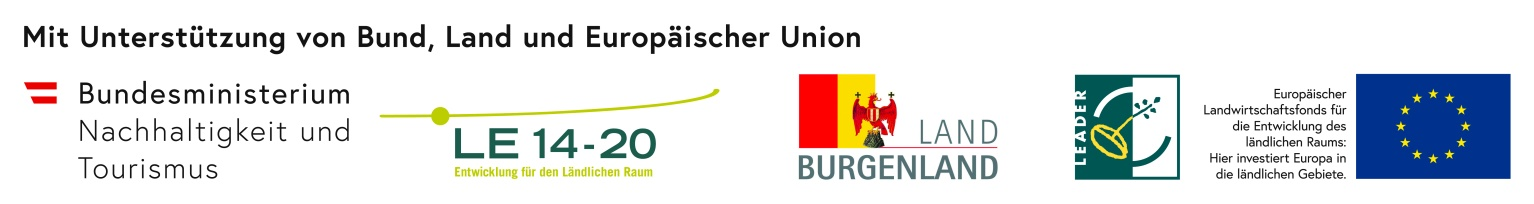 Mit Unterstützung von Bund, Land und Europäischer Union
Bundesministerium
Nachhaltigkeit und
Tourismus
LE 14-20
Entwicklung für den Ländlichen Raum
LAND
BURGENLAND
LEADER
Europäischer
Landwirtschaftsfonds für
die Entwicklung des
ländlichen Raums:
Hier investiert Europa in
die ländlichen Gebiete.